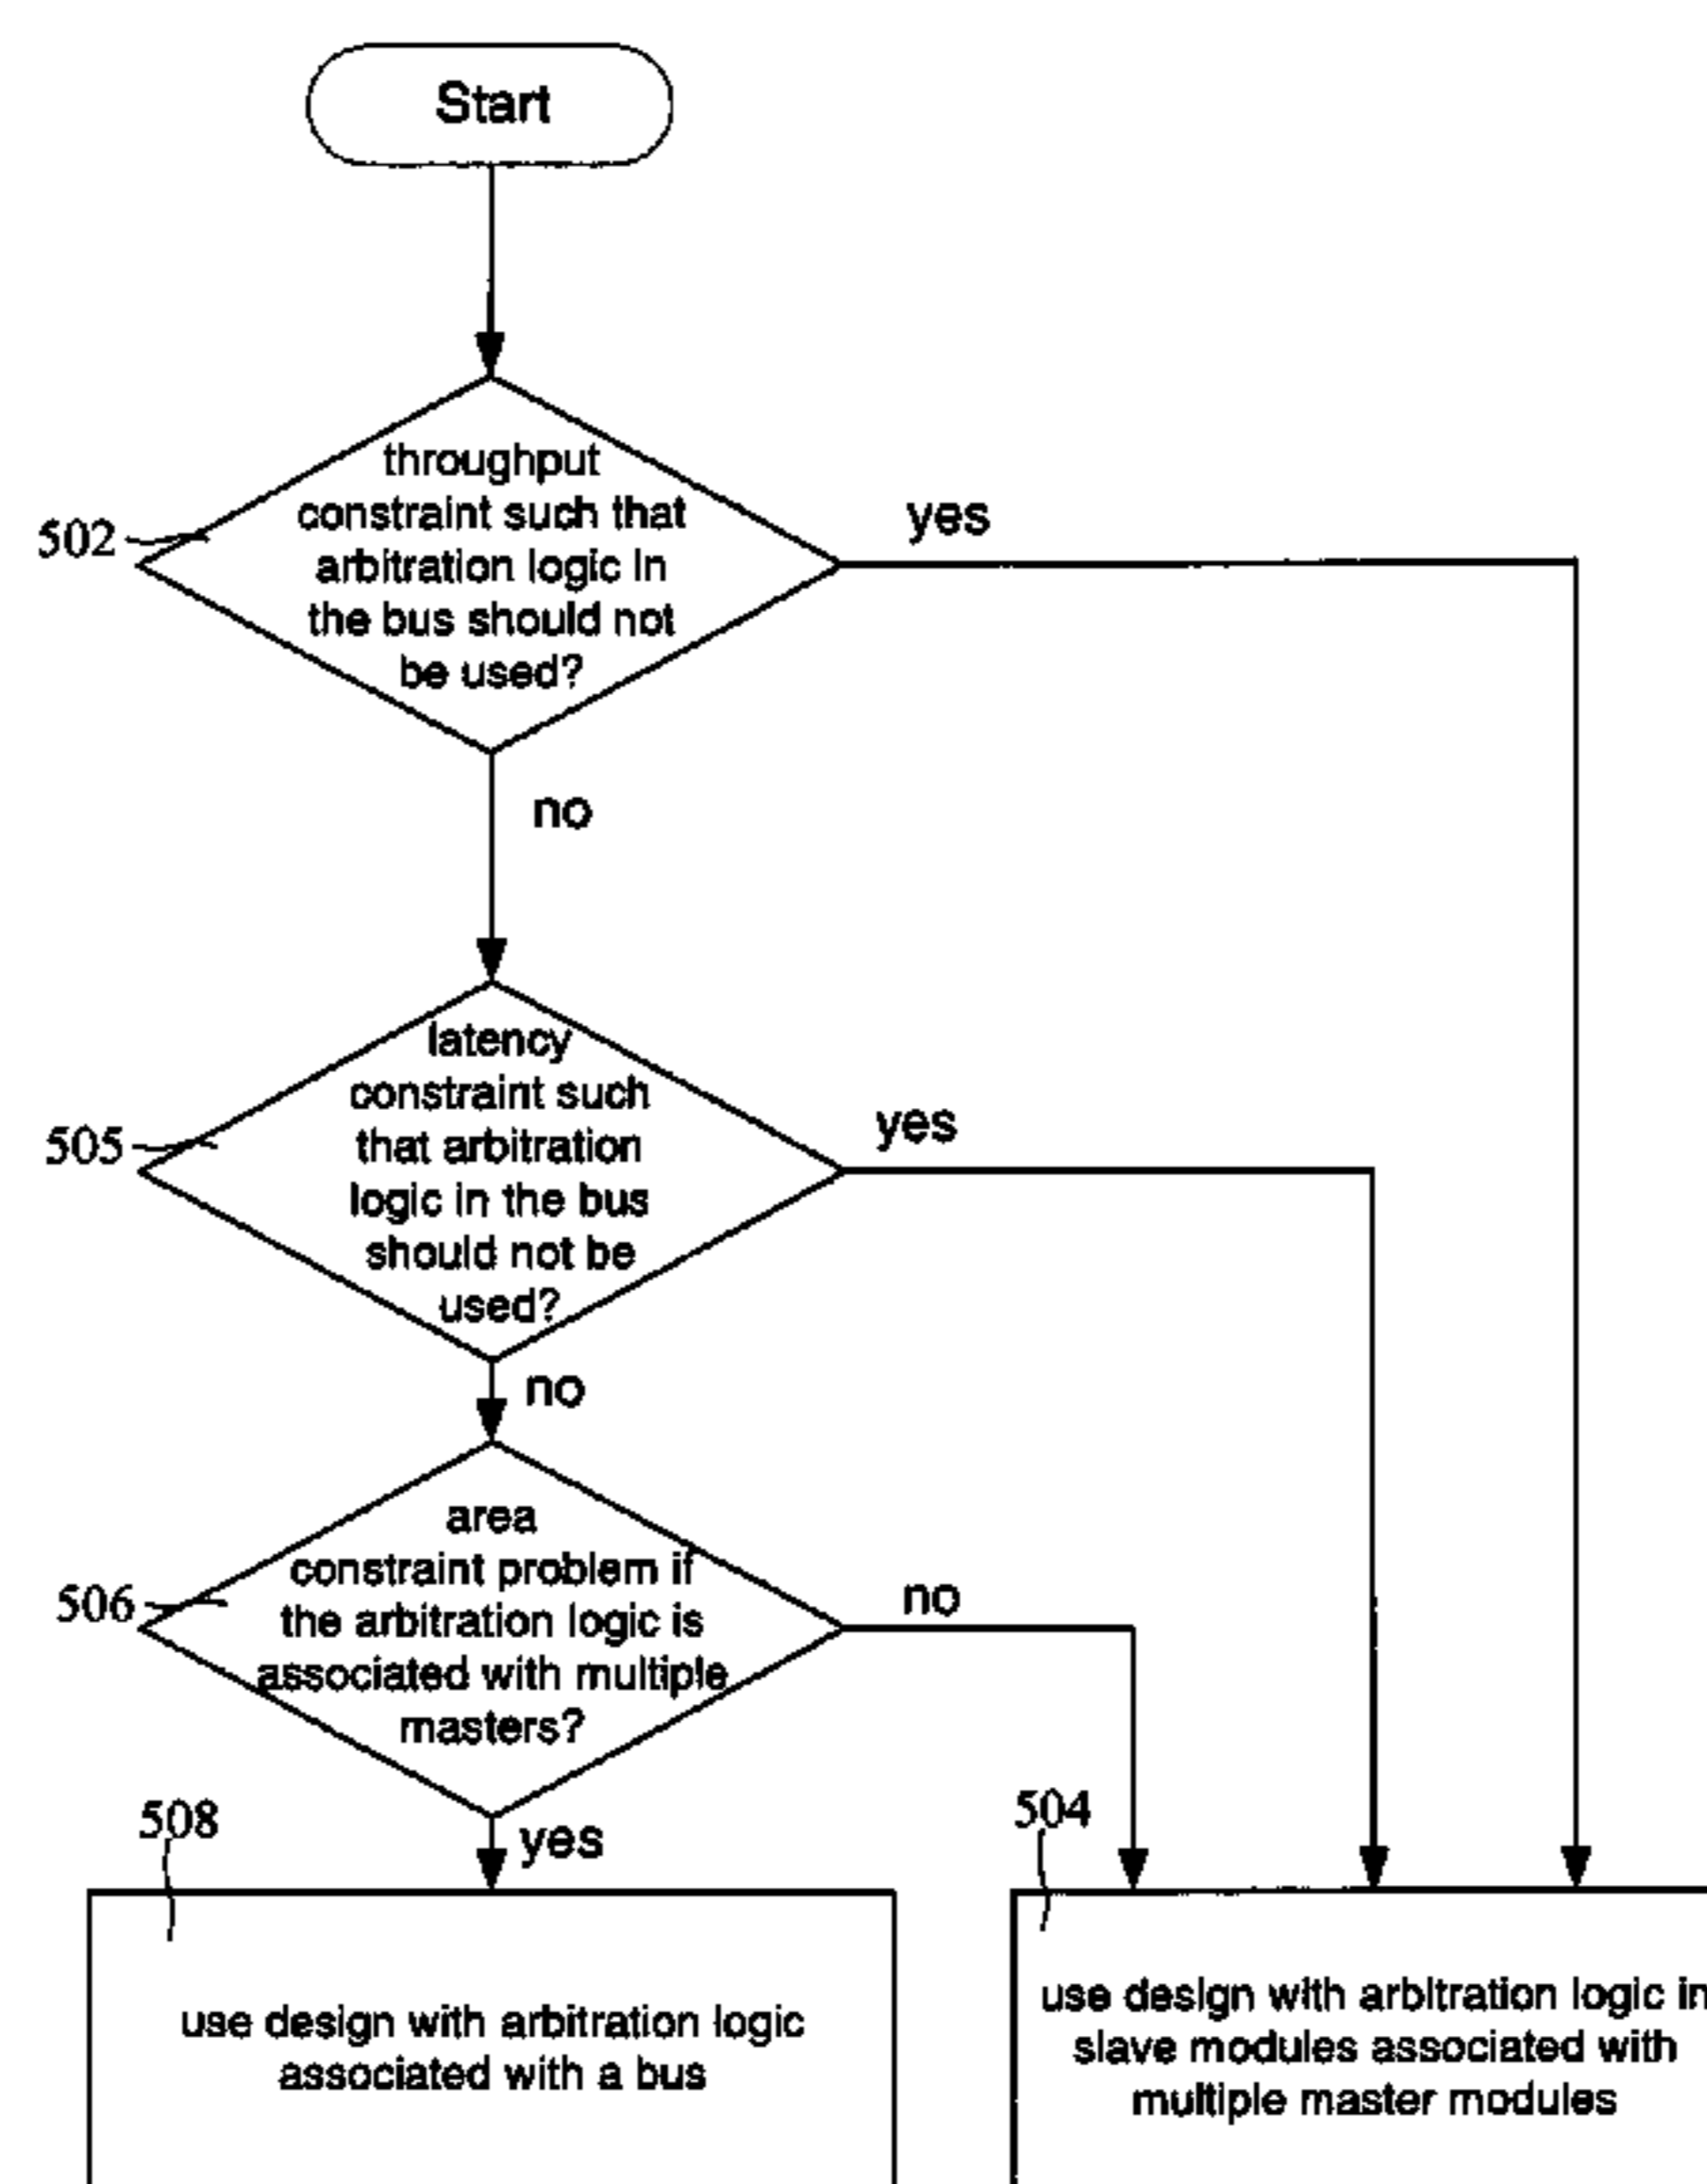 Start
throughput
constraint such that
arbitration logic in
the bus should not
be used?
502
yes
no
latency
constraint such
that arbitration
logic in the bus
should not be
used?
505
yes
no
area
constraint problem if
the arbitration logic is
associated with multiple
masters?
506
no
yes
508
504
use design with arbitration logic
associated with a bus
use design with arbitration logic in
slave modules associated with
multiple master modules